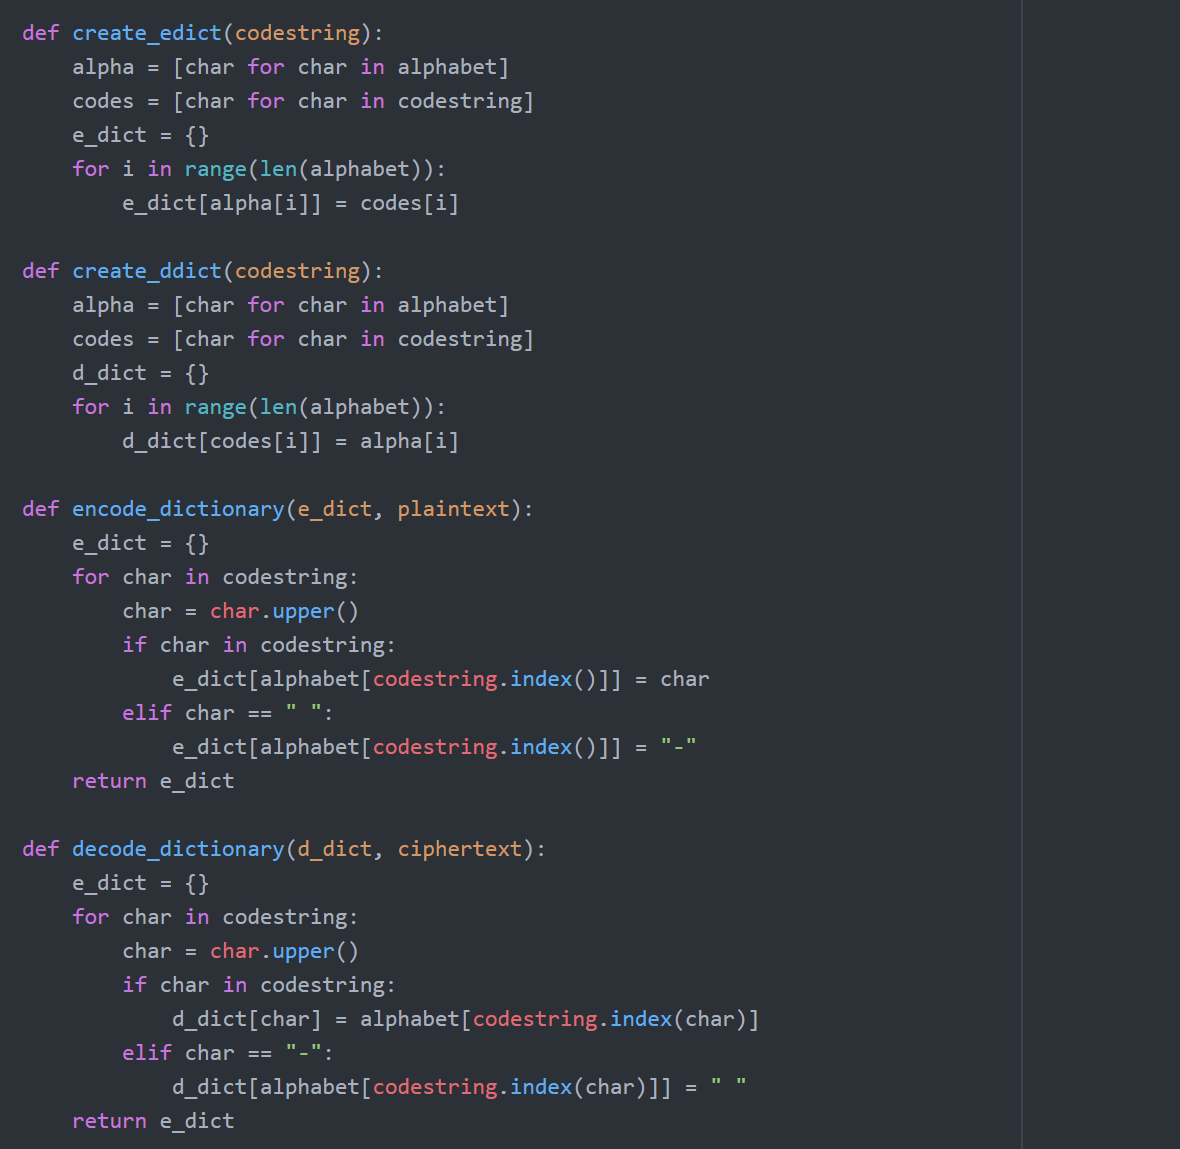 def create_edict(codestring):
    alpha = [char for char in alphabet]
    codes = [char for char in codestring]
    e_dict = {}
    for i in range(len(alphabet)):
        e_dict[alpha[i]] = codes[i]

def create_ddict(codestring):
    alpha = [char for char in alphabet]
    codes = [char for char in codestring]
    d_dict = {}
    for i in range(len(alphabet)):
        d_dict[codes[i]] = alpha[i]

def encode_dictionary(e_dict, plaintext):
    e_dict = {}
    for char in codestring:
        char = char.upper()
        if char in codestring:
            e_dict[alphabet[codestring.index()]] = char
        elif char == " ":
            e_dict[alphabet[codestring.index()]] = "-"
    return e_dict

def decode_dictionary(d_dict, ciphertext):
    e_dict = {}
    for char in codestring:
        char = char.upper()
        if char in codestring:
            d_dict[char] = alphabet[codestring.index(char)]
        elif char == "-":
            d_dict[alphabet[codestring.index(char)]] = " "
    return e_dict